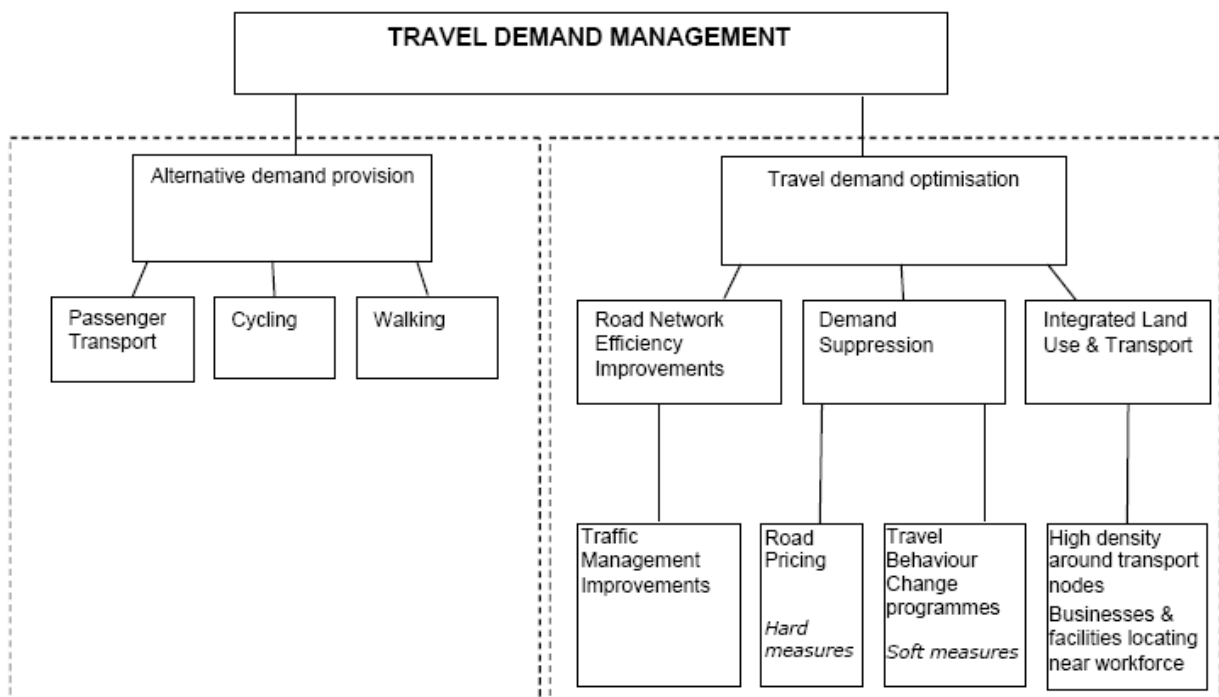 TRAVEL DEMAND MANAGEMENT
Alternative demand provision
Travel demand optimisation
Passenger
Transport
Cycling
Walking
Road Network
Efficiency
Improvements
Demand
Suppression
Integrated Land
Use & Transport
Traffic
Management
Improvements
Road
Pricing
Hard
measures
Travel
Behaviour
Change
programmes
Soft measures
High density
around transport
nodes
Businesses &
facilities locating
near workforce